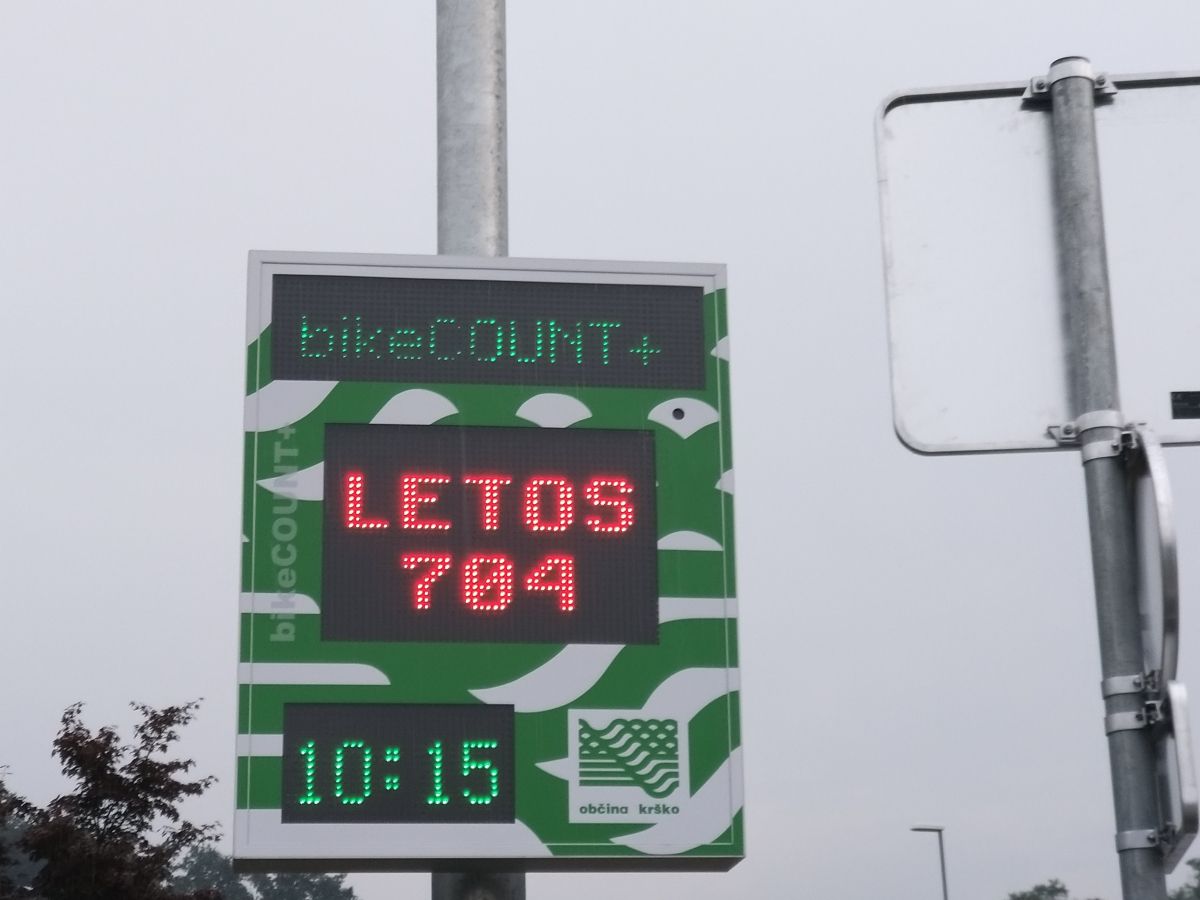 bikeCOUNT+
bikeCOUNT+
LETOS
704
10:15
občina krško